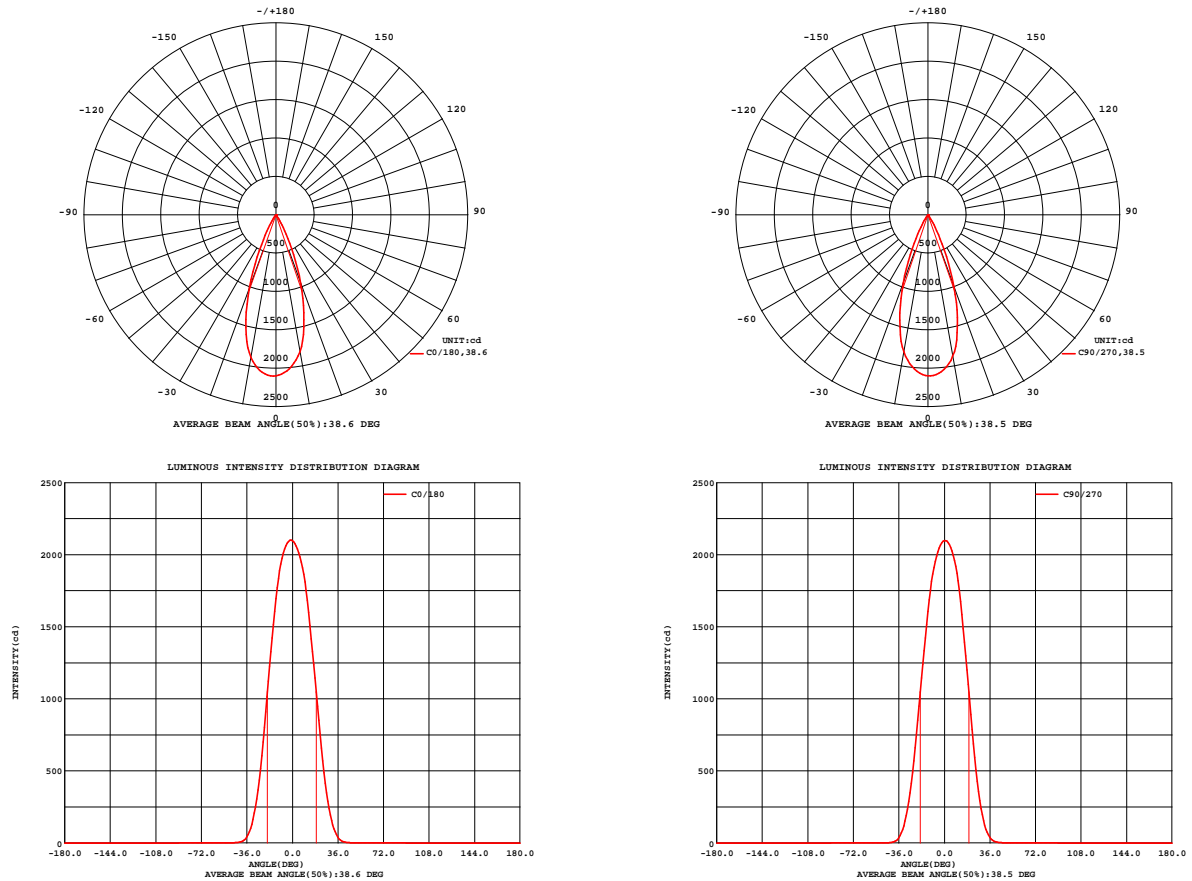 -/+180
-150 150
-120 120
-90 90
0
500
1000
1500
2000
2500
-60 60
-30 30
0
UNIT:cd
C0/180,38.6
AVERAGE BEAM ANGLE(50%):38.6 DEG
-/+180
-150 150
-120 120
-90 90
0
500
1000
1500
2000
2500
-60 60
-30 30
0
UNIT:cd
C90/270,38.5
AVERAGE BEAM ANGLE(50%):38.5 DEG
LUMINOUS INTENSITY DISTRIBUTION DIAGRAM
C0/180
INTENSITY(cd)
2500
2000
1500
1000
500
0
-180.0 -144.0 -108.0 -72.0 -36.0 0.0 36.0 72.0 108.0 144.0 180.0
ANGLE(DEG)
AVERAGE BEAM ANGLE(50%):38.6 DEG
LUMINOUS INTENSITY DISTRIBUTION DIAGRAM
C90/270
INTENSITY(cd)
2500
2000
1500
1000
500
0
-180.0 -144.0 -108.0 -72.0 -36.0 0.0 36.0 72.0 108.0 144.0 180.0
ANGLE(DEG)
AVERAGE BEAM ANGLE(50%):38.5 DEG